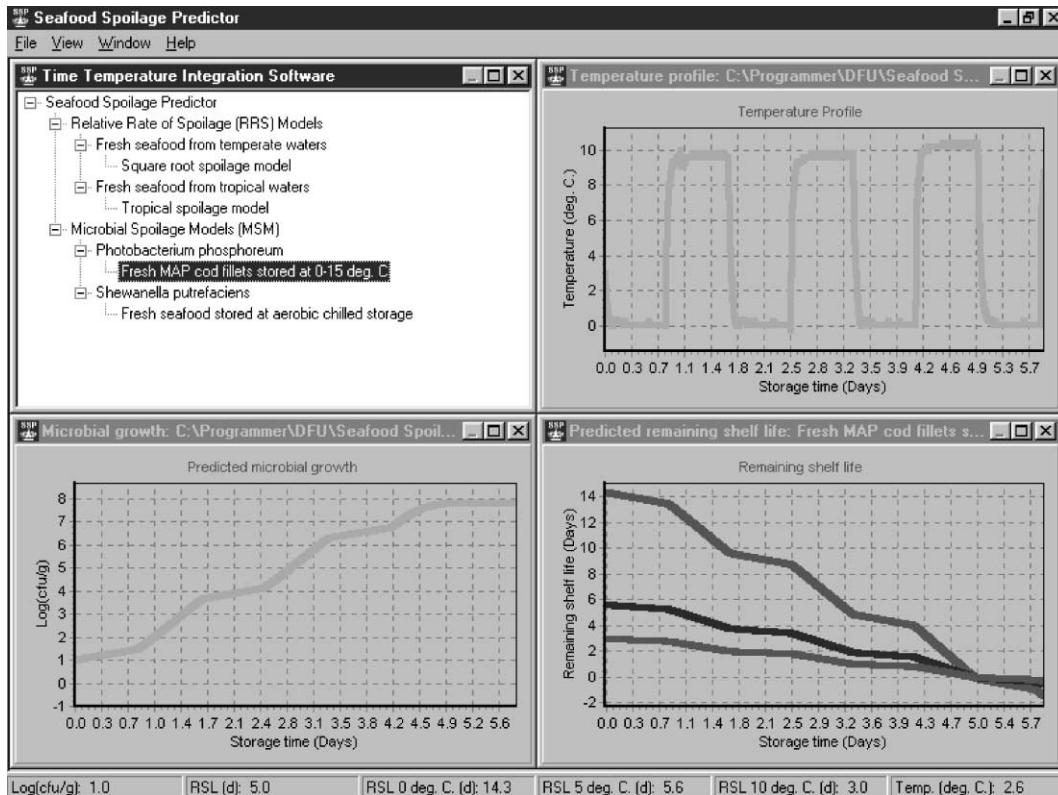 Seafood Spoilage Predictor
File View Window Help
Time Temperature Integration Software
Seafood Spoilage Predictor
Relative Rate of Spoilage (RRS) Models
Fresh seafood from temperate waters
Square root spoilage model
Fresh seafood from tropical waters
Tropical spoilage model
Microbial Spoilage Models (MSM)
Photobacterium phosphoreum
Fresh MAP cod fillets stored at 0-15 deg. C
Shewanella putrefaciens
Fresh seafood stored at aerobic chilled storage
Temperature profile: C:\Programmer\DFU\Seafood S...
Temperature Profile
Temperature (deg. C.)
10
8
6
4
2
0
0.0 0.3 0.7 1.1 1.4 1.8 2.1 2.4 2.8 3.1 3.5 3.8 4.2 4.6 4.9 5.3 5.7
Storage time (Days)
Microbial growth: C:\Programmer\DFU\Seafood Spoil...
Predicted microbial growth
Log(cfu/g)
8
7
6
5
4
3
2
1
0
-1
0.0 0.3 0.7 1.0 1.4 1.7 2.1 2.4 2.8 3.1 3.5 3.8 4.2 4.5 4.9 5.2 5.6
Storage time (Days)
Predicted remaining shelf life: Fresh MAP cod fillets s...
Remaining shelf life
Remaining shelf life (Days)
14
12
10
8
6
4
2
0
-2
0.0 0.3 0.7 1.1 1.4 1.8 2.1 2.5 2.9 3.2 3.6 3.9 4.3 4.6 5.0 5.3 5.7
Storage time (Days)
Log(cfu/g): 1.0
RSL (d): 5.0
RSL 0 deg. C. (d): 14.3
RSL 5 deg. C. (d): 5.6
RSL 10 deg. C. (d): 3.0
Temp. (deg. C.): 2.6